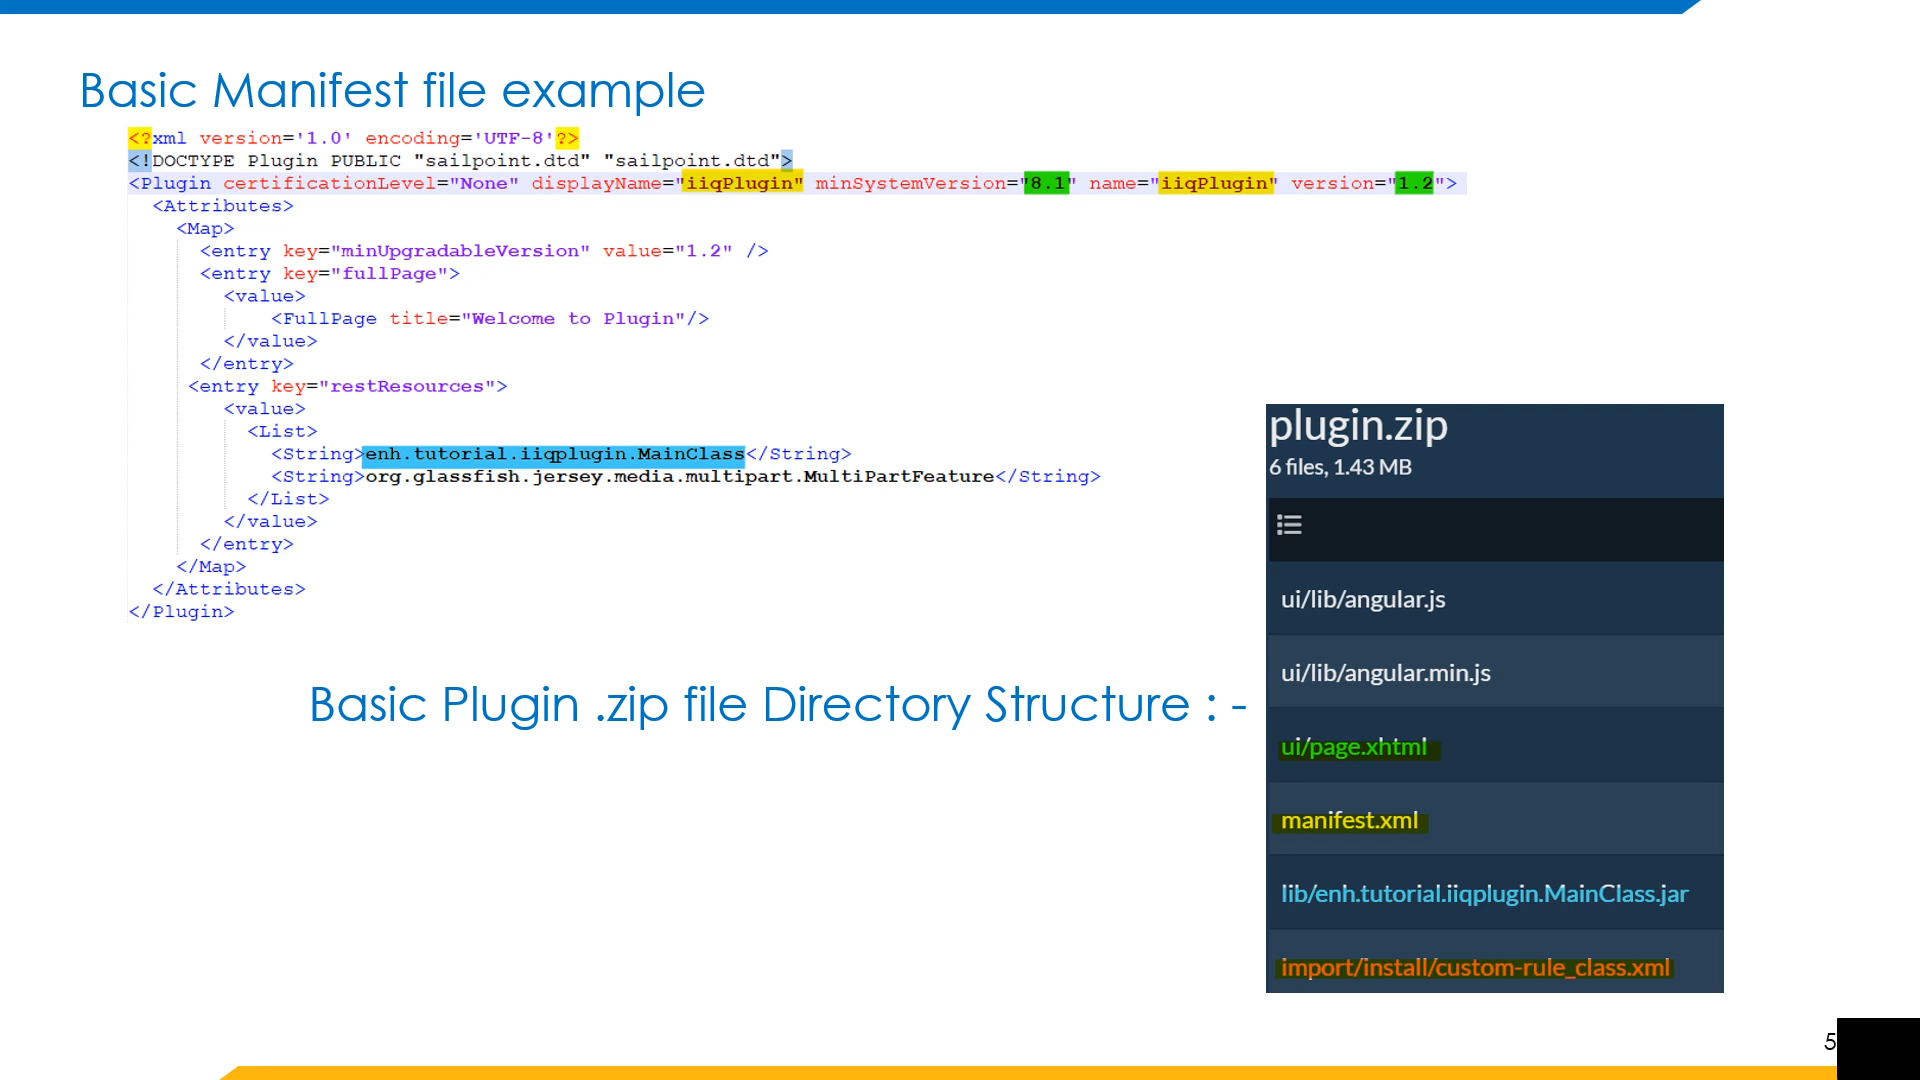 Basic Manifest file example
<?xml version='1.0' encoding='UTF-8'?>
<!DOCTYPE Plugin PUBLIC "sailpoint.dtd" "sailpoint.dtd">
<Plugin certificationLevel="None" displayName="iiqPlugin" minSystemVersion="8.1" name="iiqPlugin" version="1.2">
<Attributes>
<Map>
<entry key="minUpgradableVersion" value="1.2" />
<entry key="fullPage">
<value>
<FullPage title="Welcome to Plugin"/>
</value>
</entry>
<entry key="restResources">
<value>
<List>
<String>enh.tutorial.iiqplugin.MainClass</String>
<String>org.glassfish.jersey.media.multipart.MultiPartFeature</String>
</List>
</value>
</entry>
</Map>
</Attributes>
</Plugin>
Basic Plugin .zip file Directory Structure : -
plugin.zip
6 files, 1.43 MB
ui/lib/angular.js
ui/lib/angular.min.js
ui/page.xhtml
manifest.xml
lib/enh.tutorial.iiqplugin.MainClass.jar
import/install/custom-rule_class.xml
5